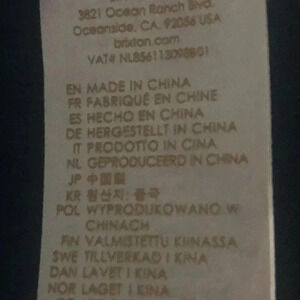 3821 Ocean Ranch Blvd.
Oceanside, CA. 92056 USA
brixton.com
VAT# NL856113098B01
EN MADE IN CHINA
FR FABRIQUÉ EN CHINE
ES HECHO EN CHINA
DE HERGESTELLT IN CHINA
IT PRODOTTO IN CINA
NL GEPRODUCEERD IN CHINA
JP 中国製
KR 원산지: 중국
POL WYPRODUKOWANO W
CHINACH
FIN VALMISTETTU KIINASSA
SWE TILLVERKAD I KINA
DAN LAVET I KINA
NOR LAGET I KINA